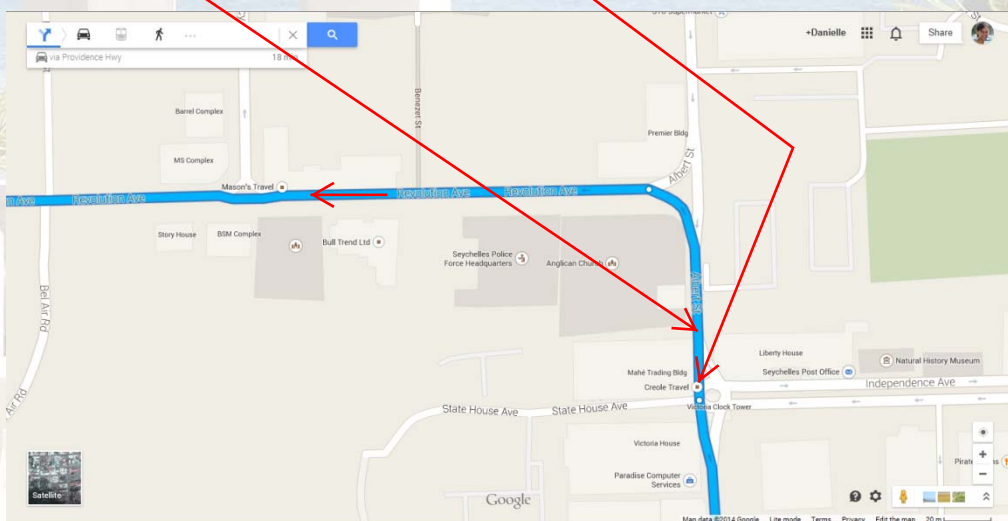 +Danielle
Share
via Providence Hwy
Barrel Complex
Benezet St
Premier Bldg
MS Complex
Albert St
Mason's Travel
Revolution Ave
Revolution Ave
Revolution Ave
Story House
BSM Complex
Bull Trend Ltd
Seychelles Police
Force Headquarters
Anglican Church
Albert St
Bel Air Rd
Liberty House
Natural History Museum
Mahé Trading Bldg
Seychelles Post Office
Creole Travel
Independence Ave
State House Ave
State House Ave
Victoria Clock Tower
Air Rd
Victoria House
Paradise Computer
Services
Satellite
Google
Map data ©2014 Google
Lite mode
Terms
Privacy
Edit the map
20 m